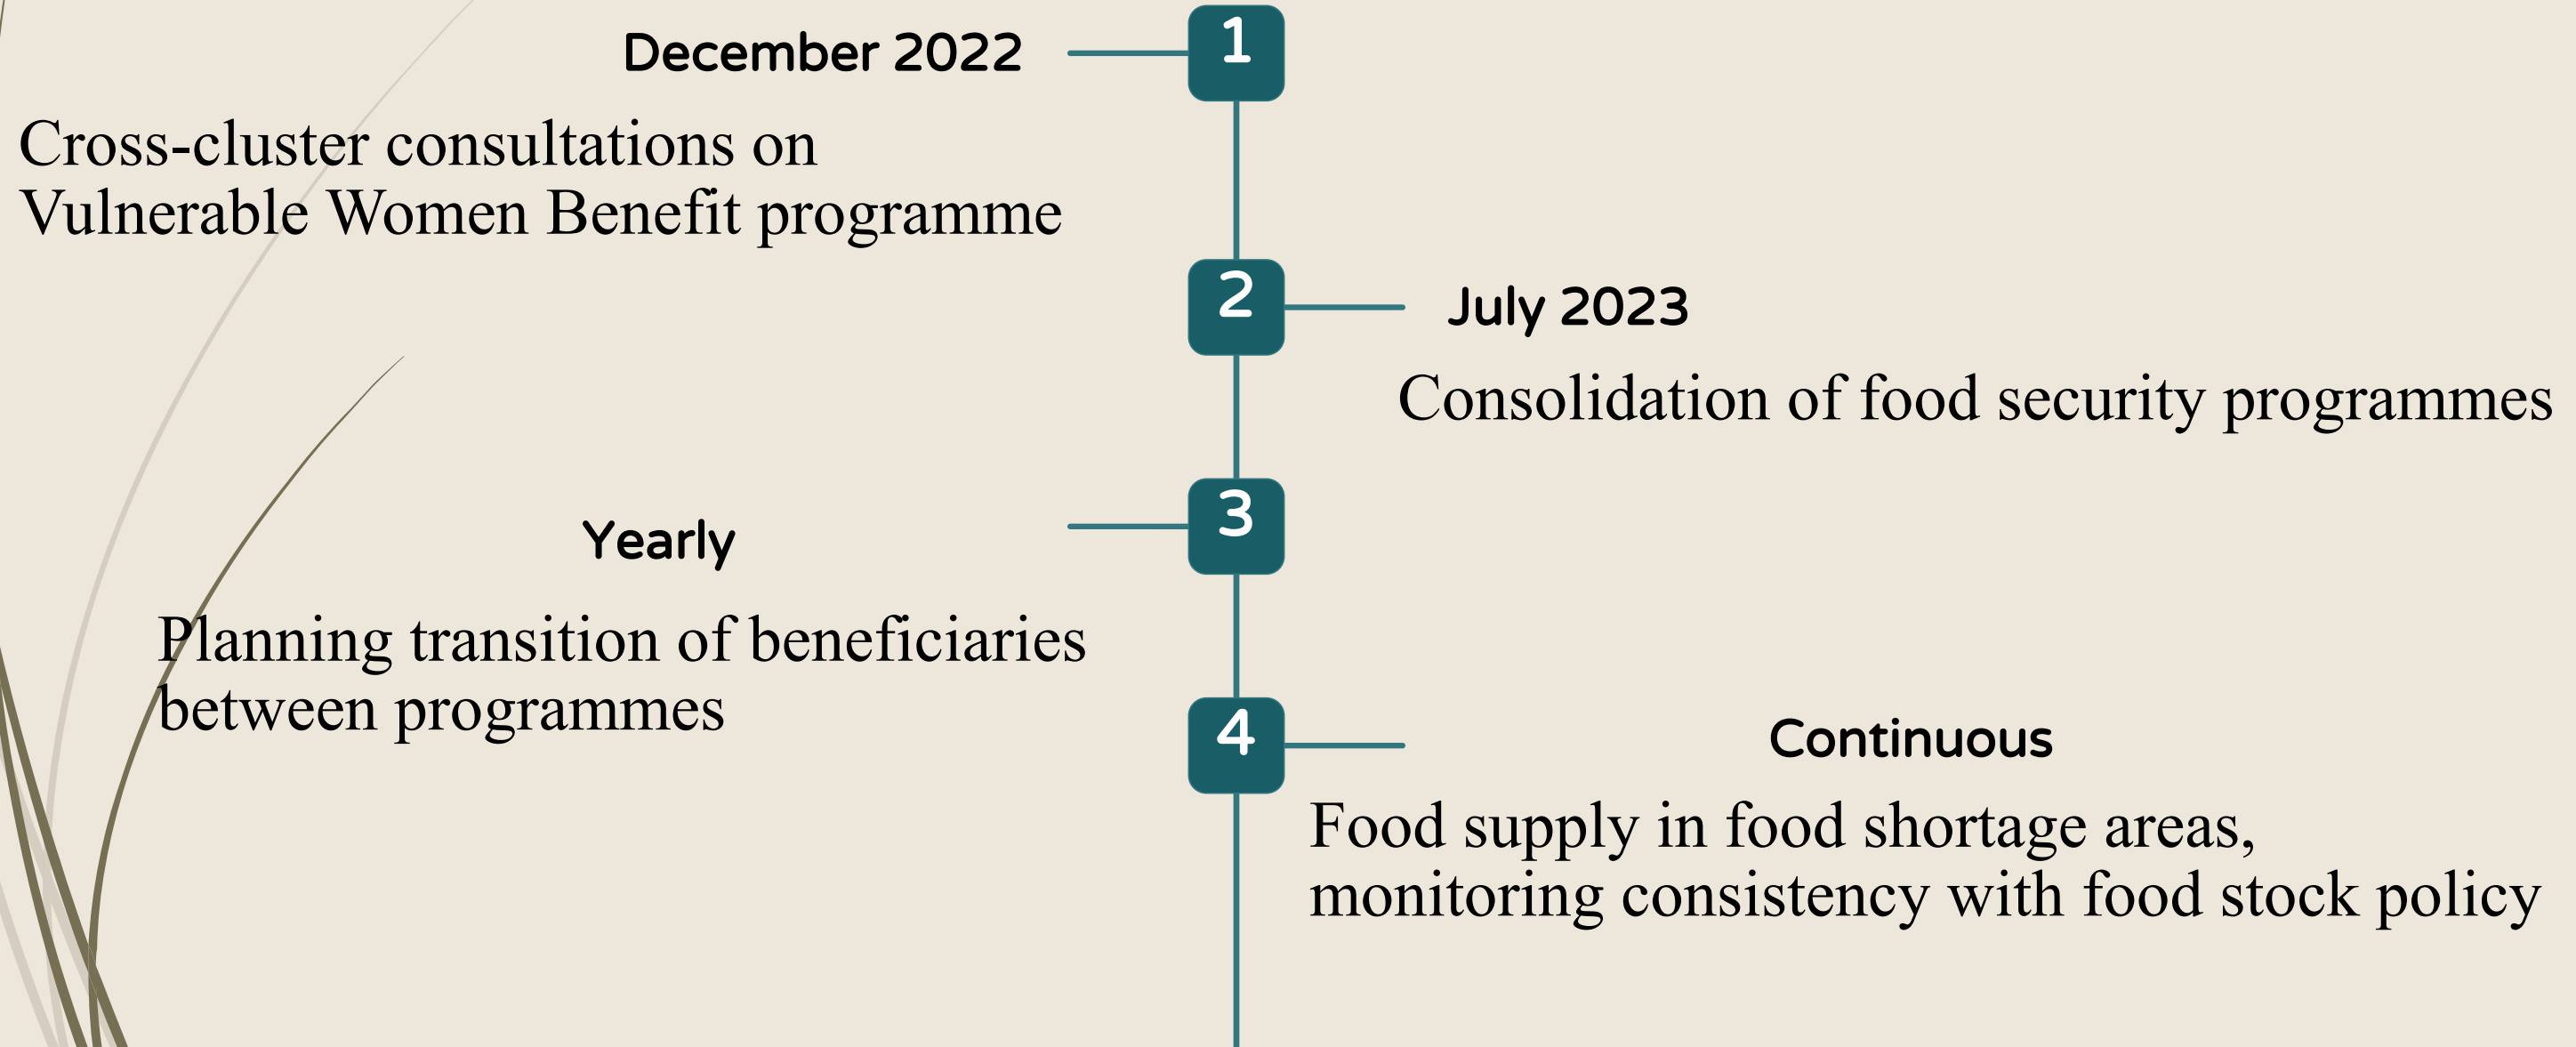 1
December 2022
Cross-cluster consultations on
Vulnerable Women Benefit programme
2
July 2023
Consolidation of food security programmes
3
Yearly
Planning transition of beneficiaries
between programmes
4
Continuous
Food supply in food shortage areas,
monitoring consistency with food stock policy